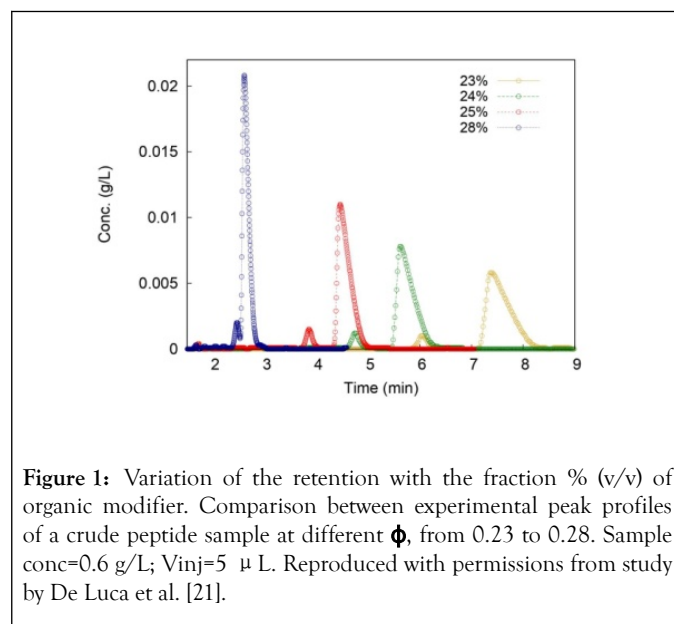 23%
24%
25%
28%
0.02
0.015
0.01
0.005
0
Conc. (g/L)
2 3 4 5 6 7 8 9
Time (min)
Figure 1: Variation of the retention with the fraction % (v/v) of
organic modifier. Comparison between experimental peak profiles
of a crude peptide sample at different ϕ, from 0.23 to 0.28. Sample
conc=0.6 g/L; Vinj=5 μ L. Reproduced with permissions from study
by De Luca et al. [21].